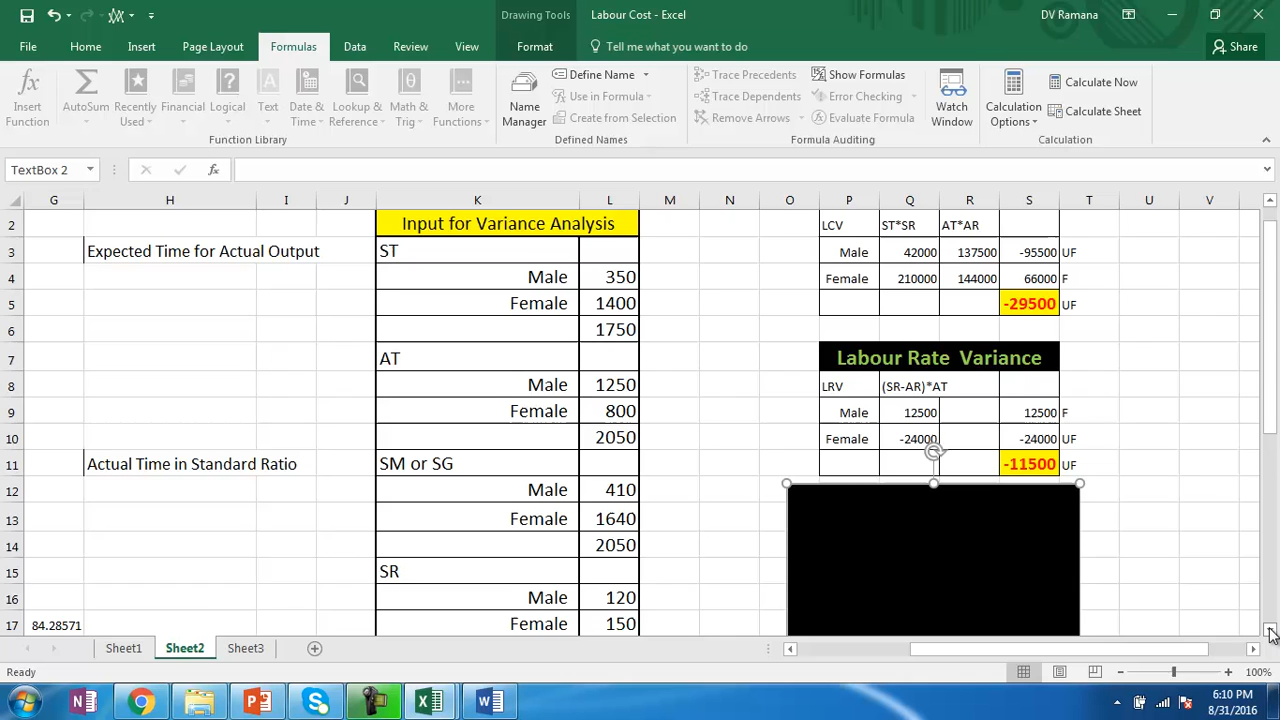 Drawing Tools
Labour Cost - Excel
DV Ramana
File
Home
Insert
Page Layout
Formulas
Data
Review
View
Format
Tell me what you want to do
Share
Insert Function
AutoSum
Recently Used
Financial
Logical
Text
Date & Time
Lookup & Reference
Math & Trig
More Functions
Function Library
Name Manager
Define Name
Use in Formula
Create from Selection
Defined Names
Trace Precedents
Trace Dependents
Remove Arrows
Show Formulas
Error Checking
Evaluate Formula
Formula Auditing
Watch Window
Calculation Options
Calculate Now
Calculate Sheet
Calculation
TextBox 2
fx
G H I J K L M N O P Q R S T U V
2 Input for Variance Analysis LCV ST*SR AT*AR
3 Expected Time for Actual Output ST Male 42000 137500 -95500 UF
4 Male 350 Female 210000 144000 66000 F
5 Female 1400 -29500 UF
6 1750
7 AT Labour Rate Variance
8 Male 1250 LRV (SR-AR)*AT
9 Female 800 Male 12500 12500 F
10 2050 Female -24000 -24000 UF
11 Actual Time in Standard Ratio SM or SG -11500 UF
12 Male 410
13 Female 1640
14 2050
15 SR
16 Male 120
17 84.28571 Female 150
Sheet1 Sheet2 Sheet3
Ready
100%
6:10 PM
8/31/2016